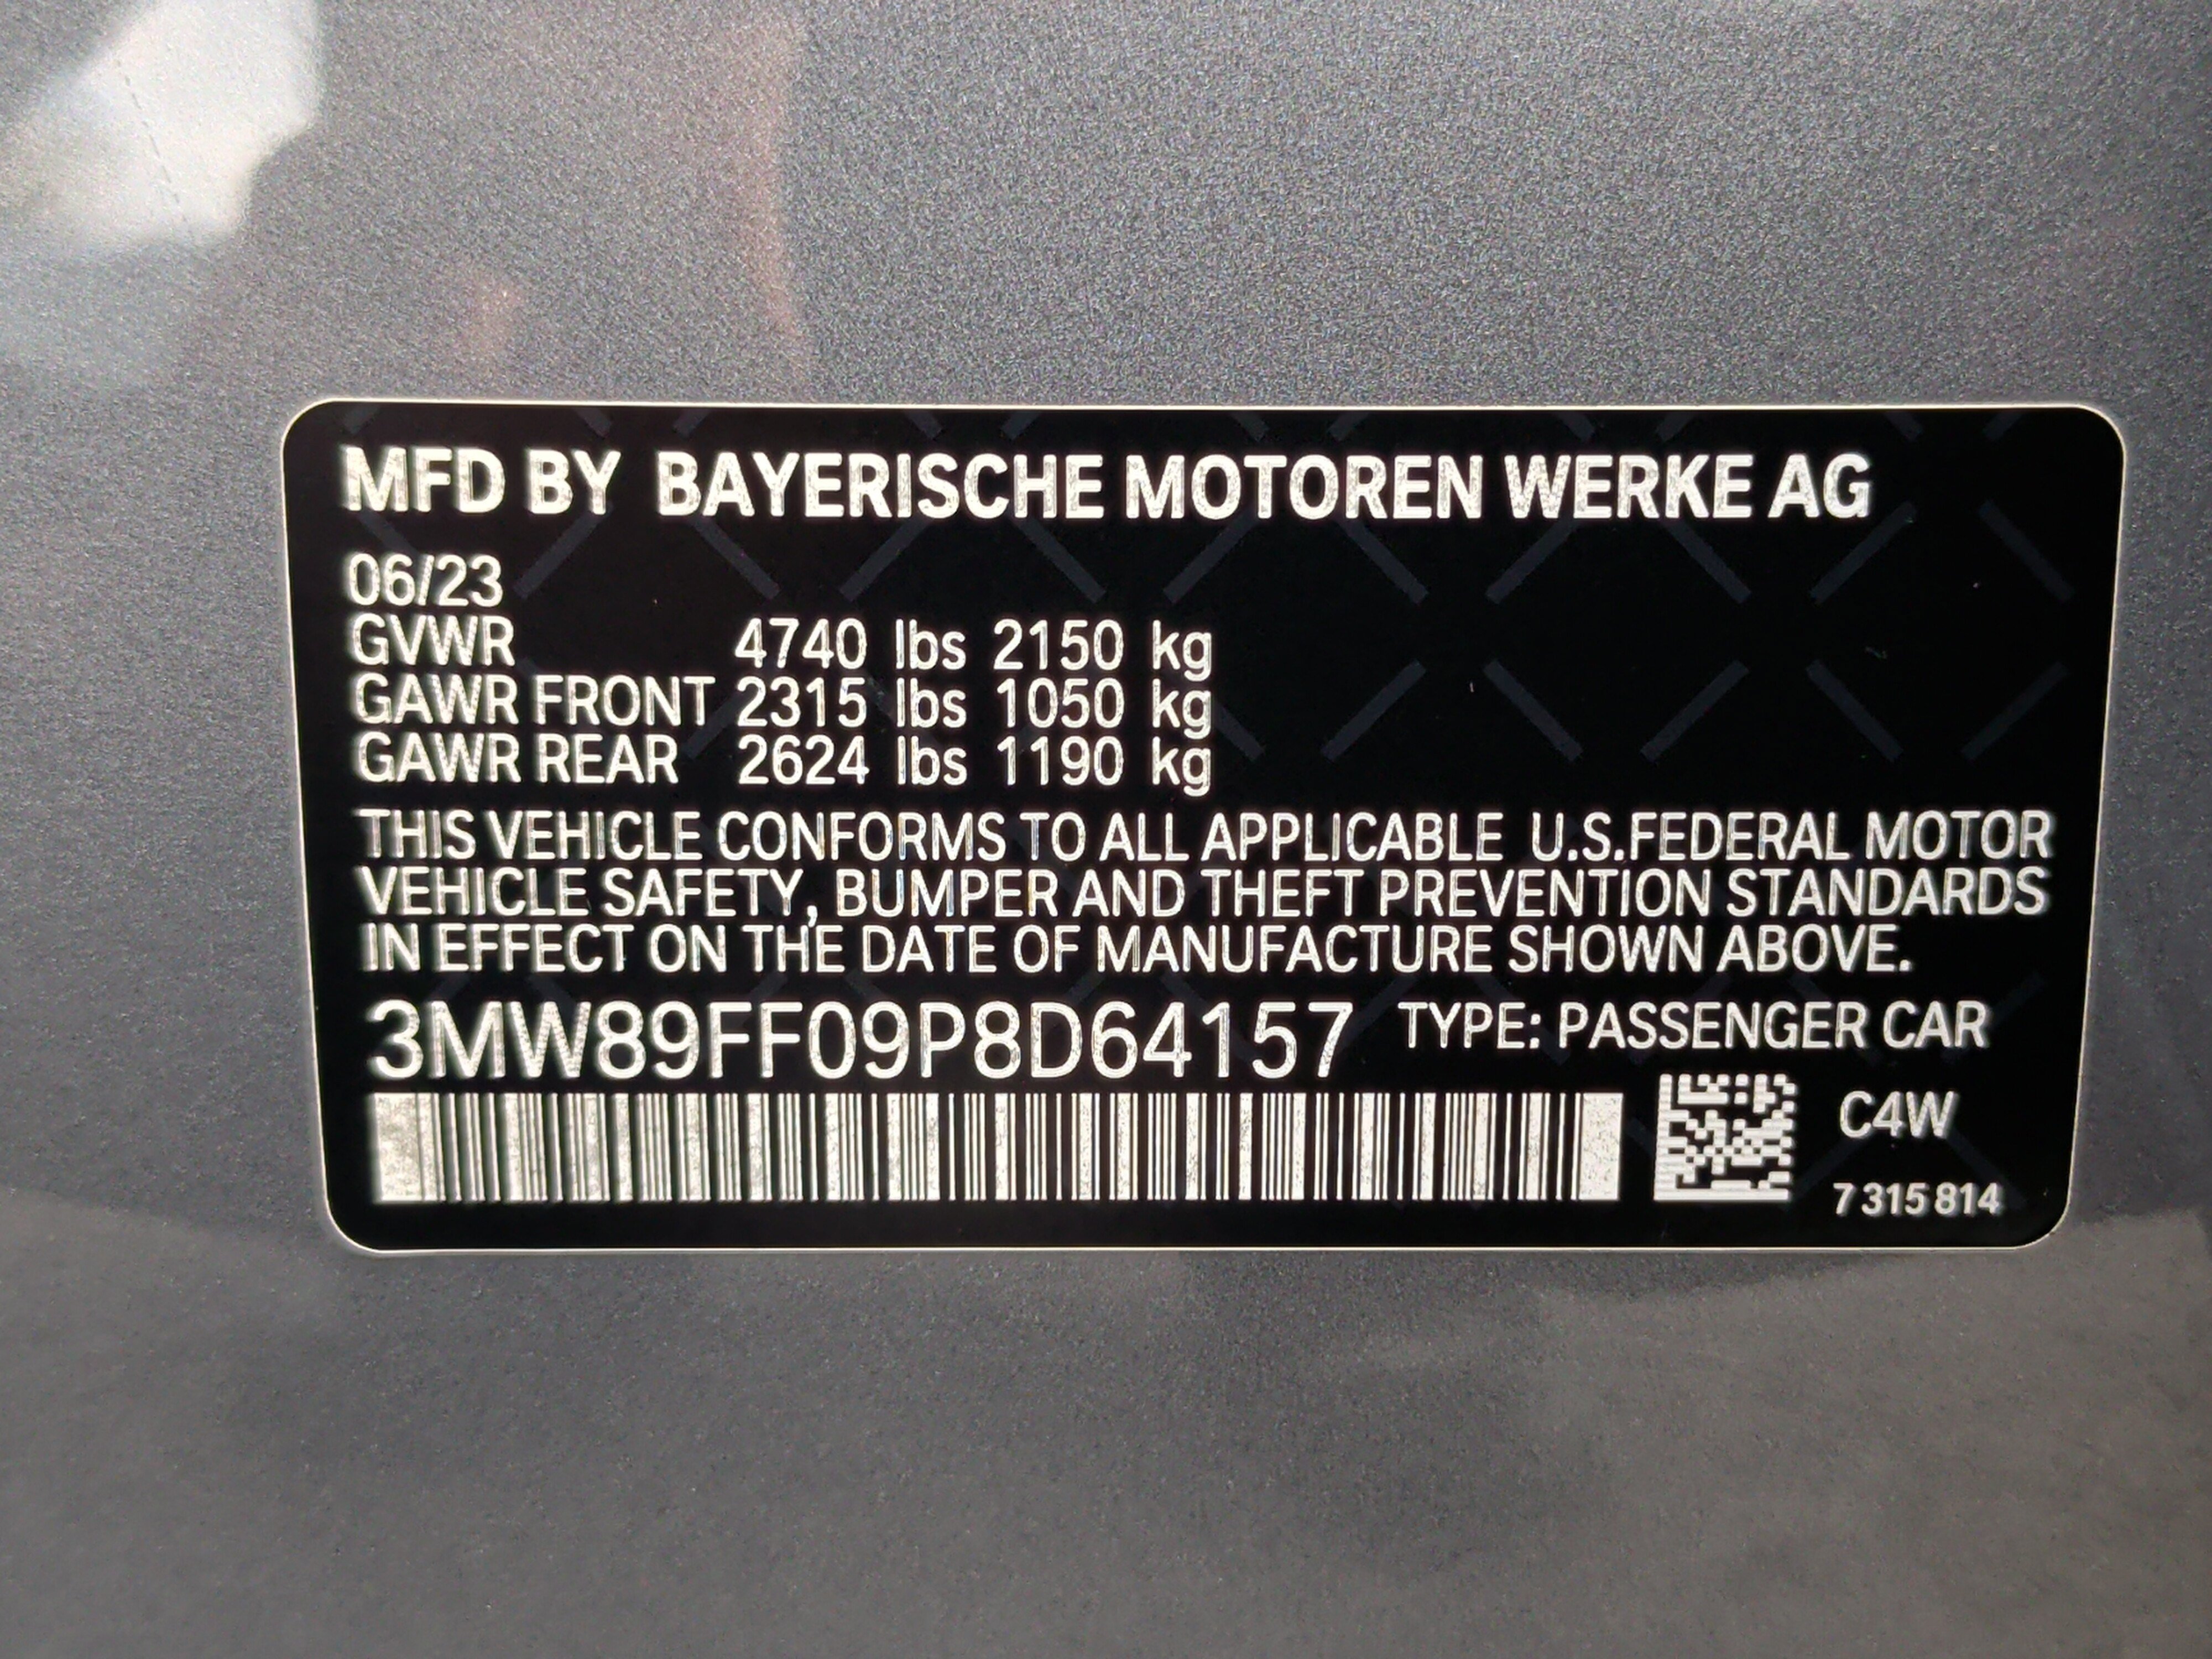 MFD BY BAYERISCHE MOTOREN WERKE AG
06/23
GVWR 4740 lbs 2150 kg
GAWR FRONT 2315 lbs 1050 kg
GAWR REAR 2624 lbs 1190 kg
THIS VEHICLE CONFORMS TO ALL APPLICABLE U.S.FEDERAL MOTOR
VEHICLE SAFETY, BUMPER AND THEFT PREVENTION STANDARDS
IN EFFECT ON THE DATE OF MANUFACTURE SHOWN ABOVE.
3MW89FF09P8D64157 TYPE: PASSENGER CAR
C4W
7 315 814